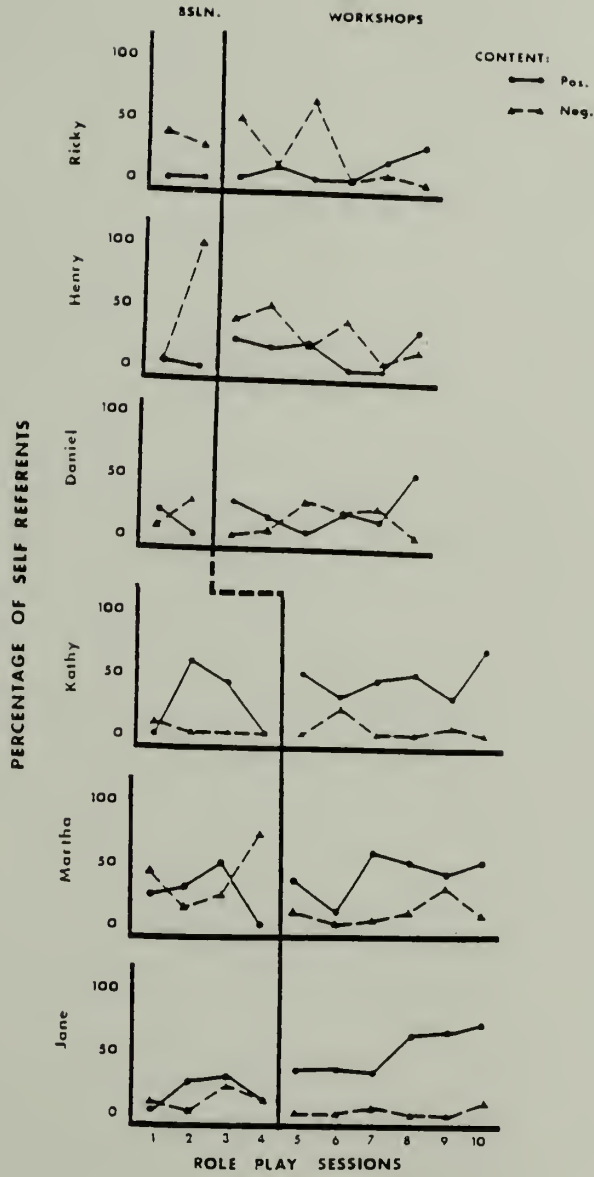 BSLN. WORKSHOPS
CONTENT:
Pos.
Neg.
PERCENTAGE OF SELF REFERENTS
Ricky
100
50
0
Henry
100
50
0
Daniel
100
50
0
Kathy
100
50
0
Martha
100
50
0
Jane
100
50
0
1 2 3 4 5 6 7 8 9 10
ROLE PLAY SESSIONS